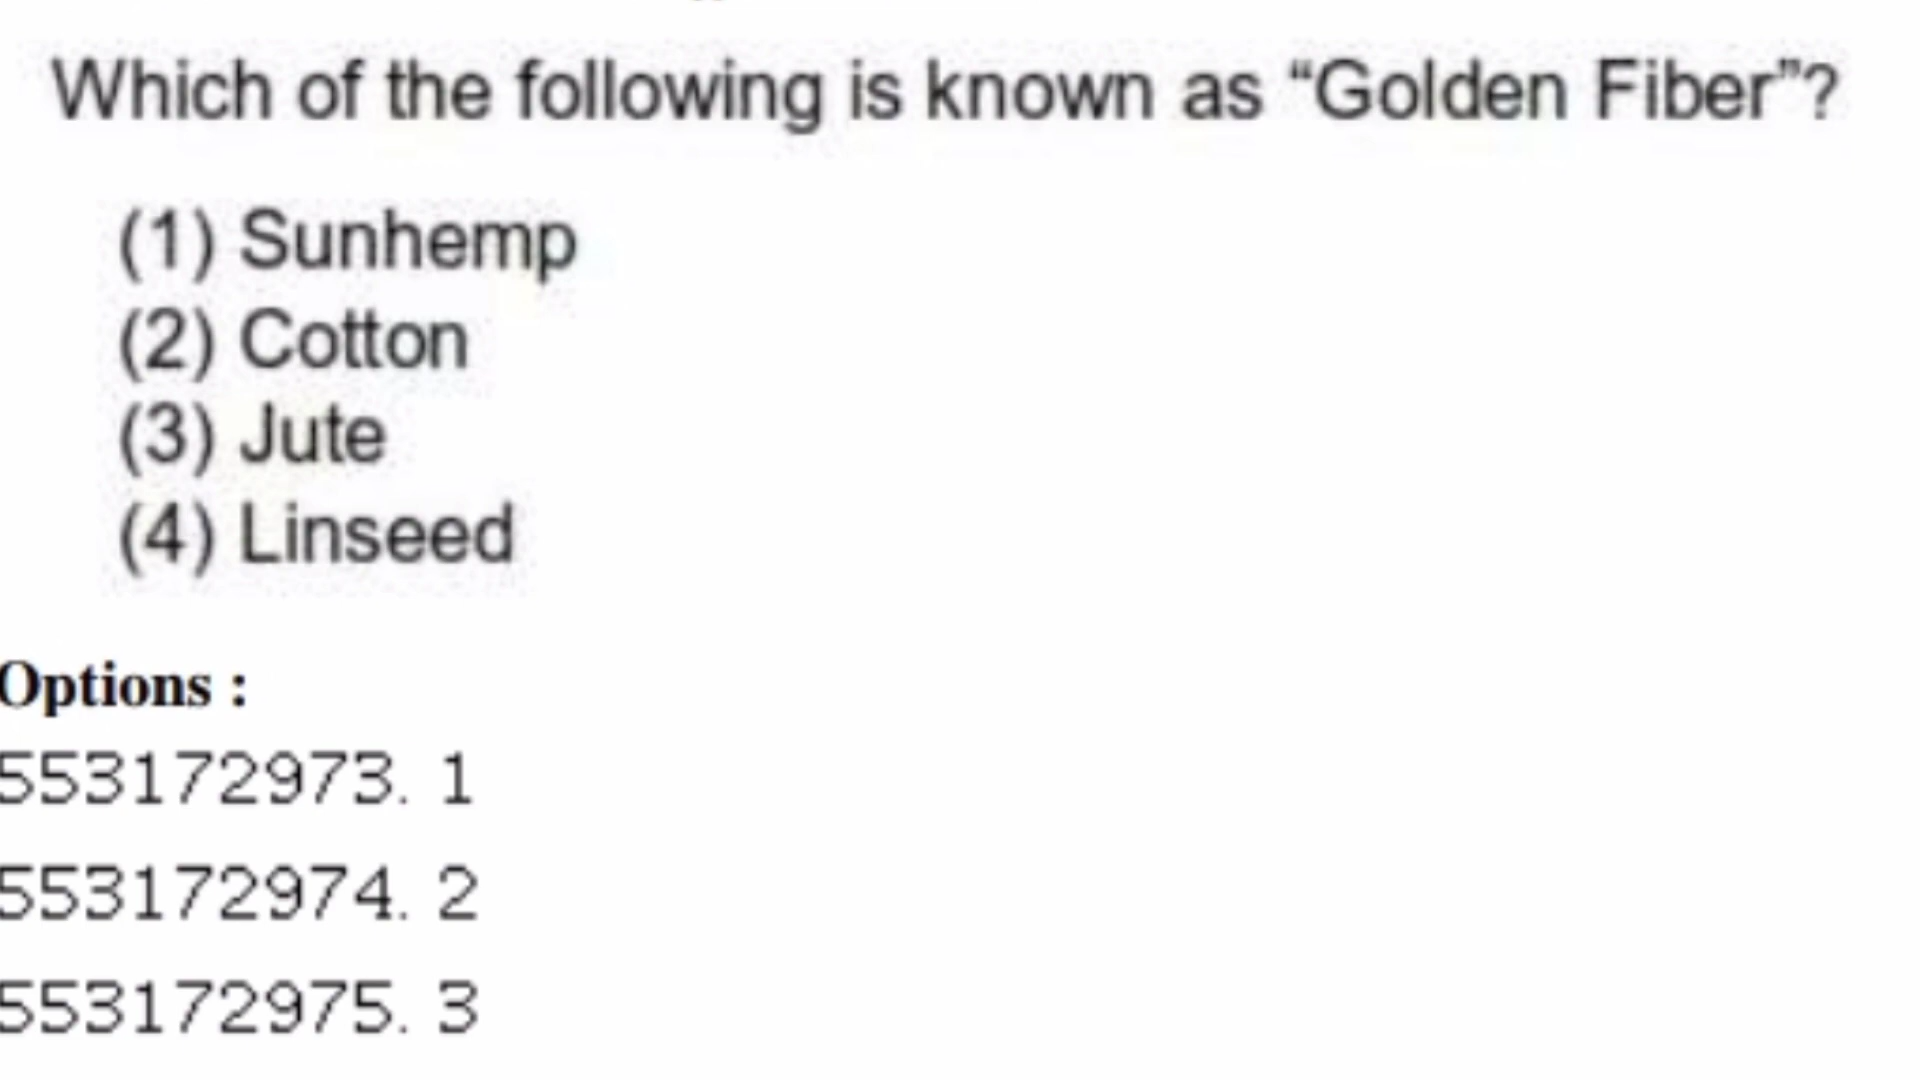 Which of the following is known as “Golden Fiber”?
(1) Sunhemp
(2) Cotton
(3) Jute
(4) Linseed
Options :
553172973. 1
553172974. 2
553172975. 3